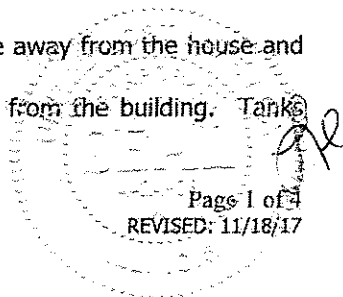 e away from the house and
from the building. Tanks
Page 1 of 4
REVISED: 11/18/17